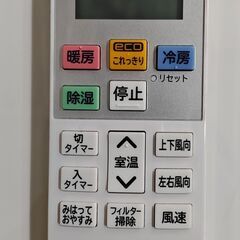 eco
暖房
これっきり
冷房
リセット
除湿
停止
切
タイマー
室温
上下風向
入
タイマー
左右風向
みはって
おやすみ
フィルター
掃除
風速